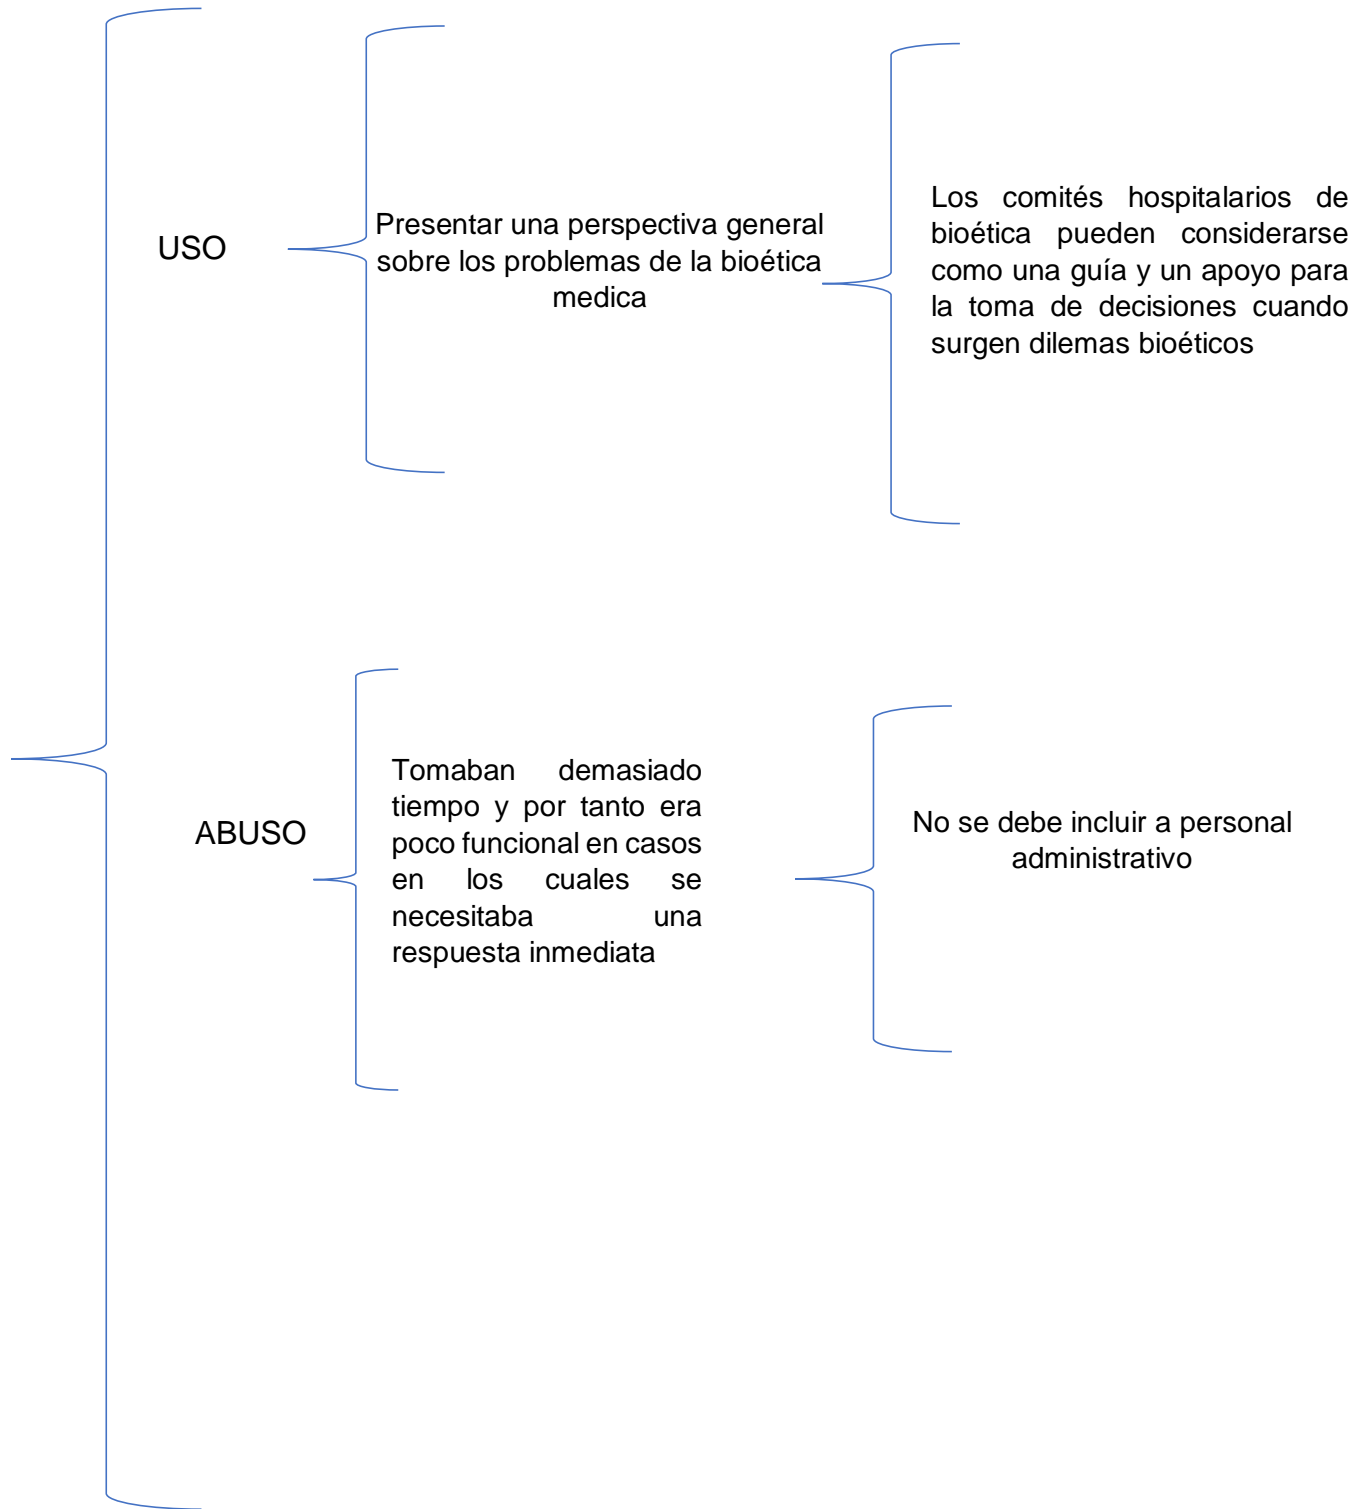 USO
Presentar una perspectiva general
sobre los problemas de la bioética
medica
Los comités hospitalarios de
bioética pueden considerarse
como una guía y un apoyo para
la toma de decisiones cuando
surgen dilemas bioéticos
ABUSO
Tomaban demasiado
tiempo y por tanto era
poco funcional en casos
en los cuales se
necesitaba una
respuesta inmediata
No se debe incluir a personal
administrativo